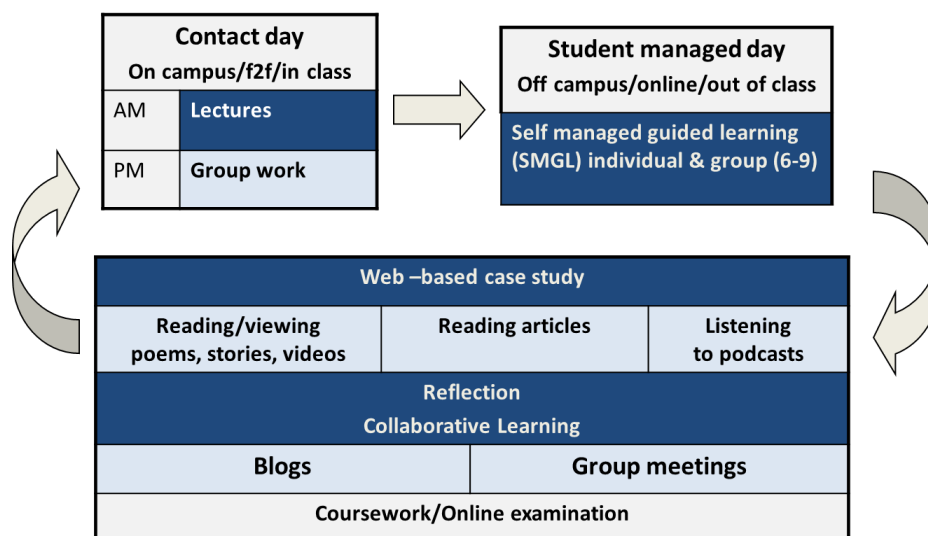 Contact day
On campus/f2f/in class
AM
Lectures
PM
Group work
Student managed day
Off campus/online/out of class
Self managed guided learning
(SMGL) individual & group (6-9)
Web –based case study
Reading/viewing
poems, stories, videos
Reading articles
Listening
to podcasts
Reflection
Collaborative Learning
Blogs
Group meetings
Coursework/Online examination